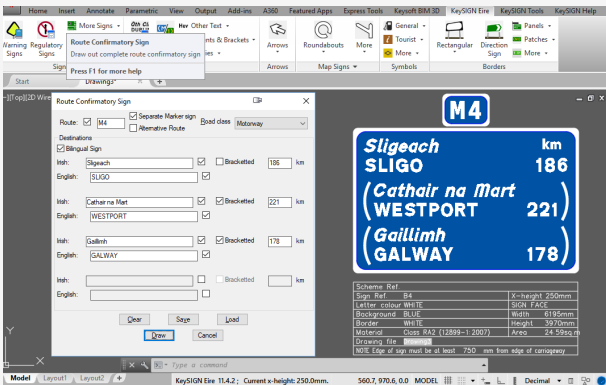 Home Insert Annotate Parametric View Output Add-ins A360 Featured Apps Express Tools Keysoft BIM 3D KeySIGN Eire KeySIGN Tools KeySIGN Help
Warning Signs
Regulatory Signs
More Signs
Other Text
Route Confirmatory Sign
Draw out complete route confirmatory sign
Press F1 for more help
& Brackets
Arrows
Roundabouts
More
General
Tourist
More
Rectangular
Direction Sign
Panels
Patches
More
Arrows
Map Signs
Symbols
Borders
Start
Drawing3*
[Top][2D Wire
Route Confirmatory Sign
Route: M4
Separate Marker sign
Alternative Route
Road class Motorway
Destinations
Bilingual Sign
Irish: Sligeach Bracketted 186 km
English: SLIGO
Irish: Cathair na Mart Bracketted 221 km
English: WESTPORT
Irish: Gaillimh Bracketted 178 km
English: GALWAY
Irish: Bracketted km
English:
Clear Save Load
Draw Cancel
M4
Sligeach km
SLIGO 186
(Cathair na Mart
WESTPORT 221)
(Gaillimh
GALWAY 178)
Scheme Ref.
Sign Ref. B4 X-height 250mm
Letter colour WHITE SIGN FACE
Background BLUE Width 6195mm
Border WHITE Height 3970mm
Material Class RA2 (12899-1:2007) Area 24.59sq.m
Drawing file Drawing3
NOTE Edge of sign must be at least 750 mm from edge of carriageway
Y
X
Type a command
Model Layout1 Layout2 +
KeySIGN Eire 11.4.2 ; Current x-height: 250.0mm. 560.7, 970.6, 0.0 MODEL Decimal